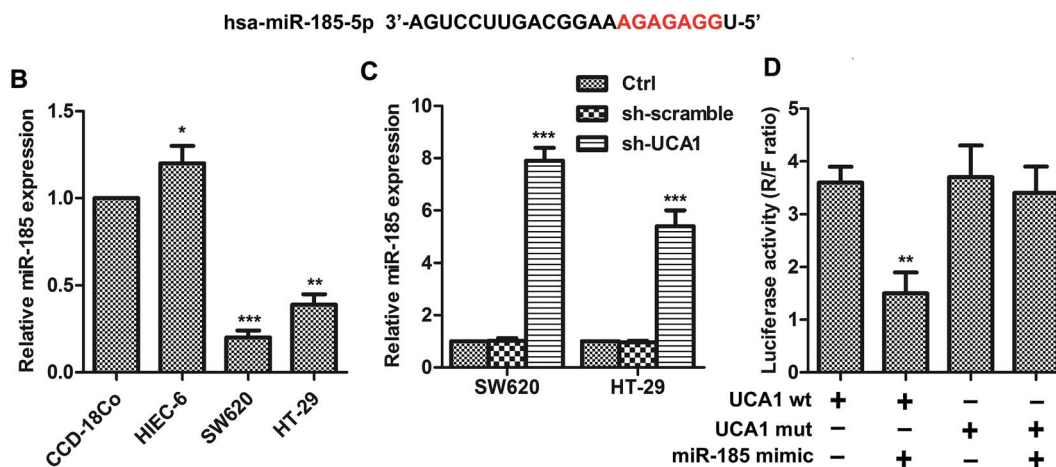 hsa-miR-185-5p 3'-AGUCCUUGACGGAAAGAGAGGU-5'
B
Relative miR-185 expression
1.5
1.0
0.5
0.0
*
***
**
CCD-18Co
HIEC-6
SW620
HT-29
C
Ctrl
sh-scramble
sh-UCA1
Relative miR-185 expression
10
8
6
4
2
0
***
***
SW620
HT-29
D
Luciferase activity (R/F ratio)
5
4
3
2
1
0
**
UCA1 wt + + – –
UCA1 mut – – + +
miR-185 mimic – + – +